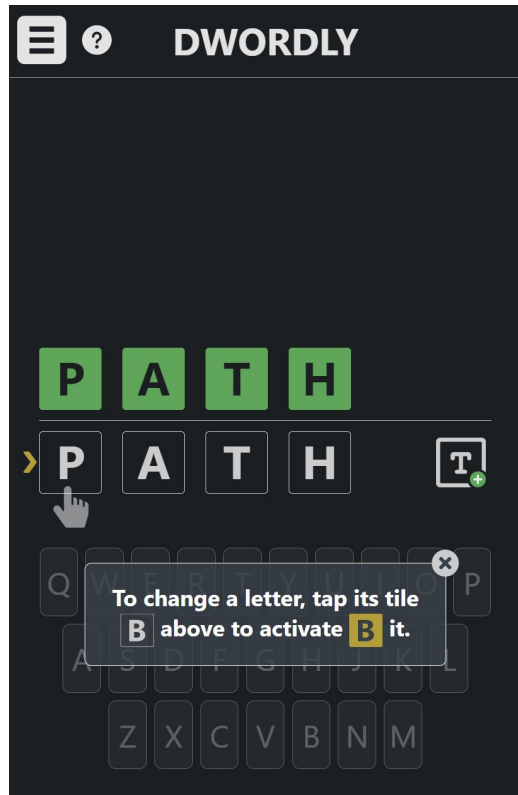 ? DWORDLY
P A T H
P A T H T
Q W E R T Y U I O P
To change a letter, tap its tile
B above to activate B it.
A S D F G H J K L
Z X C V B N M